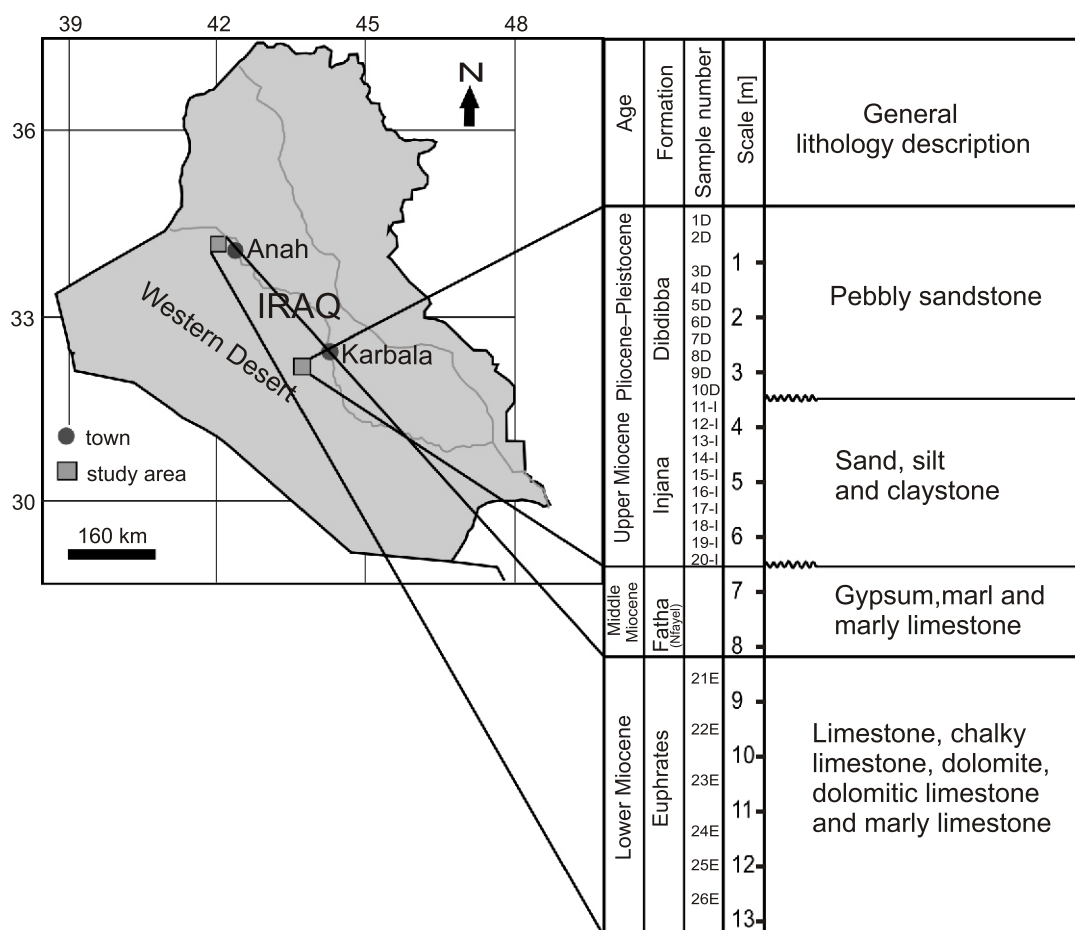 39
42
45
48
36
33
30
N
Anah
IRAQ
Western Desert
Karbala
town
study area
160 km
Age
Formation
Sample number
Scale [m]
General
lithology description
Pliocene–Pleistocene
Dibdibba
1D
2D
3D
4D
5D
6D
7D
8D
9D
10D
1
2
3
Pebbly sandstone
Upper Miocene
Injana
11-I
12-I
13-I
14-I
15-I
16-I
17-I
18-I
19-I
20-I
4
5
6
Sand, silt
and claystone
Middle
Miocene
Fatha
(Nfayel)
7
8
Gypsum,marl and
marly limestone
Lower Miocene
Euphrates
21E
22E
23E
24E
25E
26E
9
10
11
12
13
Limestone, chalky
limestone, dolomite,
dolomitic limestone
and marly limestone